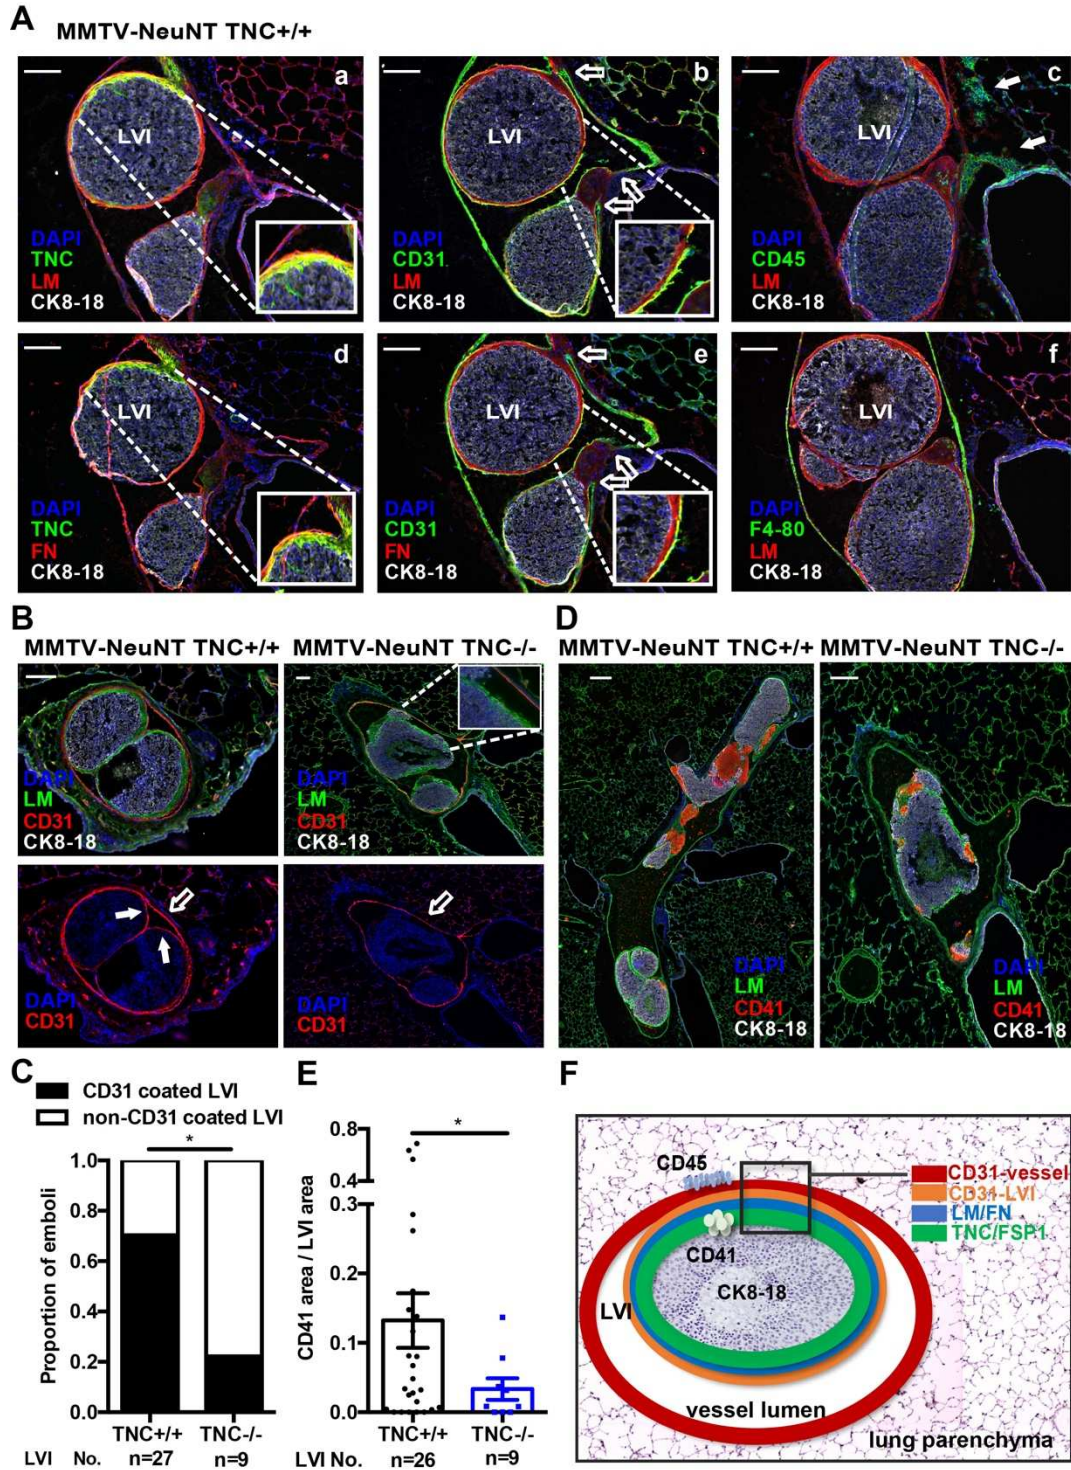 A
MMTV-NeuNT TNC+/+
a
LVI
DAPI
TNC
LM
CK8-18
b
LVI
DAPI
CD31
LM
CK8-18
c
LVI
DAPI
CD45
LM
CK8-18
d
LVI
DAPI
TNC
FN
CK8-18
e
LVI
DAPI
CD31
FN
CK8-18
f
LVI
DAPI
F4-80
LM
CK8-18
B
MMTV-NeuNT TNC+/+
MMTV-NeuNT TNC-/-
DAPI
LM
CD31
CK8-18
DAPI
LM
CD31
CK8-18
DAPI
CD31
DAPI
CD31
D
MMTV-NeuNT TNC+/+
MMTV-NeuNT TNC-/-
DAPI
LM
CD41
CK8-18
DAPI
LM
CD41
CK8-18
C
CD31 coated LVI
non-CD31 coated LVI
*
Proportion of emboli
1.0
0.8
0.6
0.4
0.2
0.0
TNC+/+ TNC-/-
LVI No. n=27 n=9
E
*
CD41 area / LVI area
0.8
0.4
0.3
0.2
0.1
0.0
TNC+/+ TNC-/-
LVI No. n=26 n=9
F
CD45
CD31-vessel
CD31-LVI
LM/FN
TNC/FSP1
CD41
CK8-18
LVI
vessel lumen
lung parenchyma